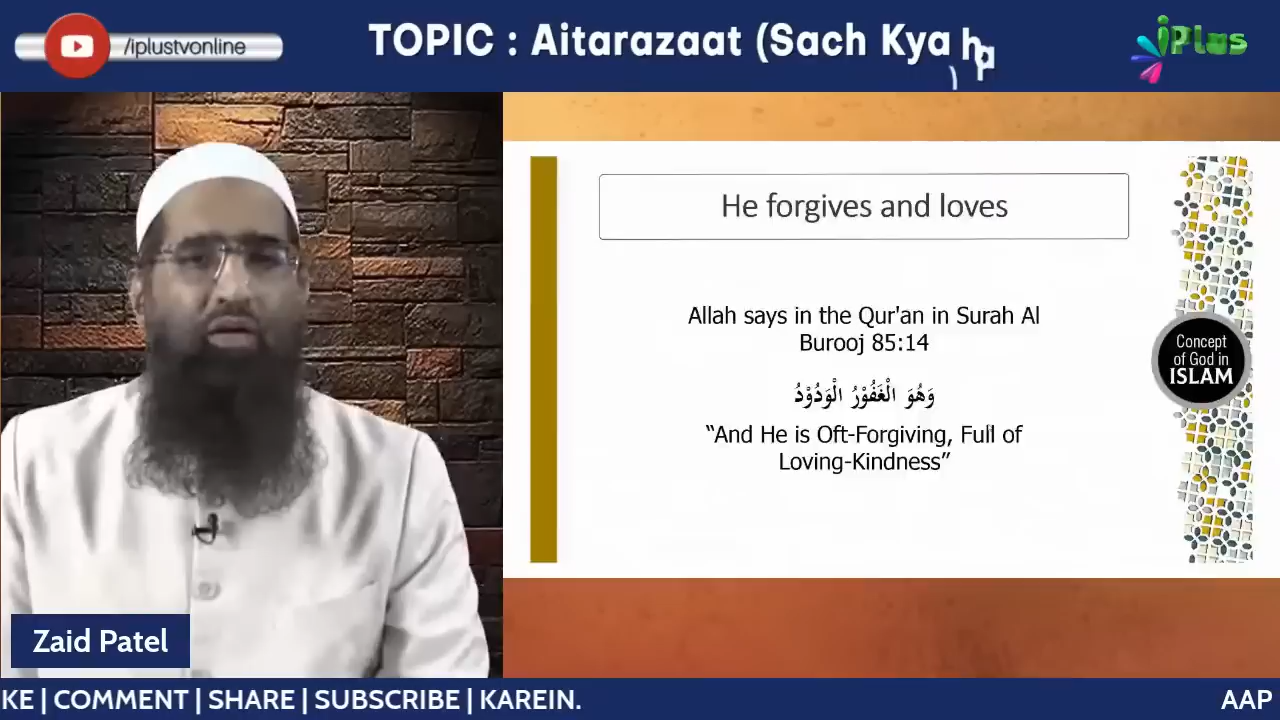 /iplustvonline
TOPIC : Aitarazaat (Sach Kya
iPlus
He forgives and loves
Allah says in the Qur'an in Surah Al
Burooj 85:14
وَهُوَ الْغَفُوْرُ الْوَدُوْدُ
“And He is Oft-Forgiving, Full of
Loving-Kindness”
Concept
of God in
ISLAM
Zaid Patel
KE | COMMENT | SHARE | SUBSCRIBE | KAREIN.
AAP